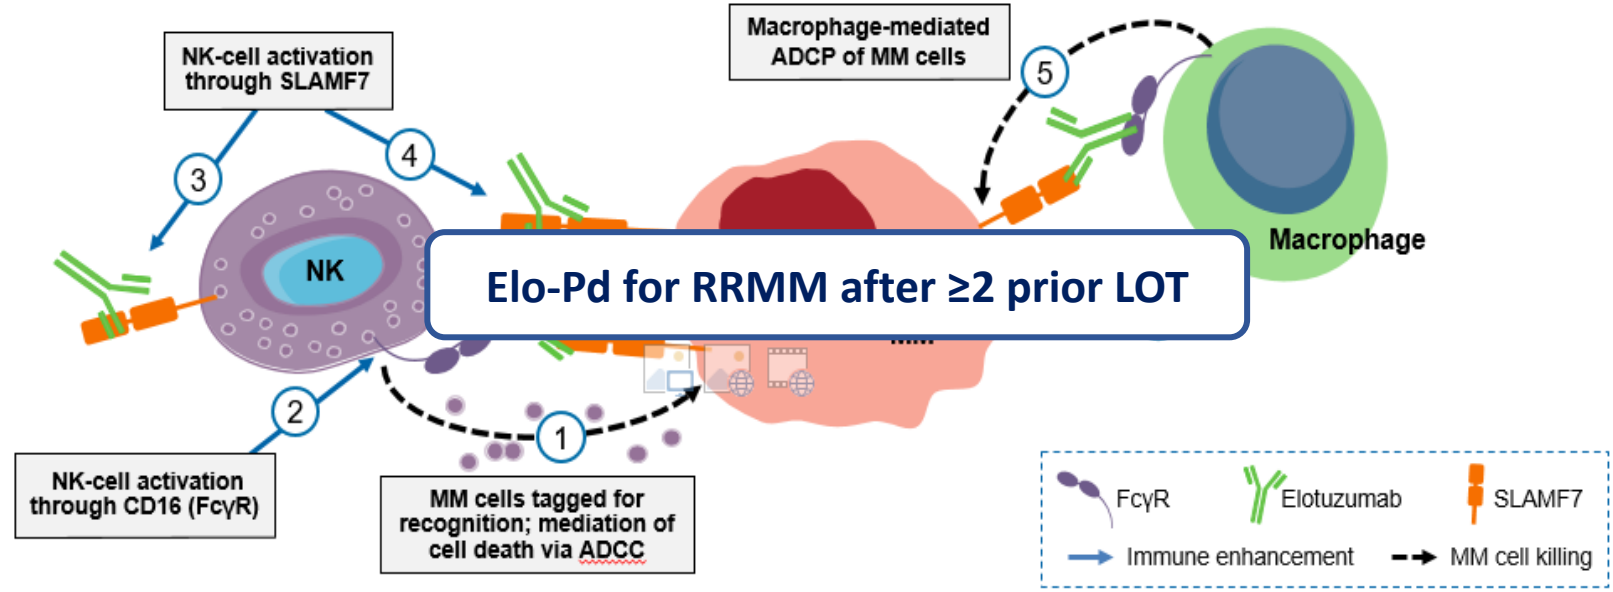 Macrophage-mediated
ADCP of MM cells
NK-cell activation
through SLAMF7
5
4
3
NK
Macrophage
Elo-Pd for RRMM after ≥2 prior LOT
MM
2
1
NK-cell activation
through CD16 (FcγR)
MM cells tagged for
recognition; mediation of
cell death via ADCC
FcγR
Elotuzumab
SLAMF7
Immune enhancement
MM cell killing